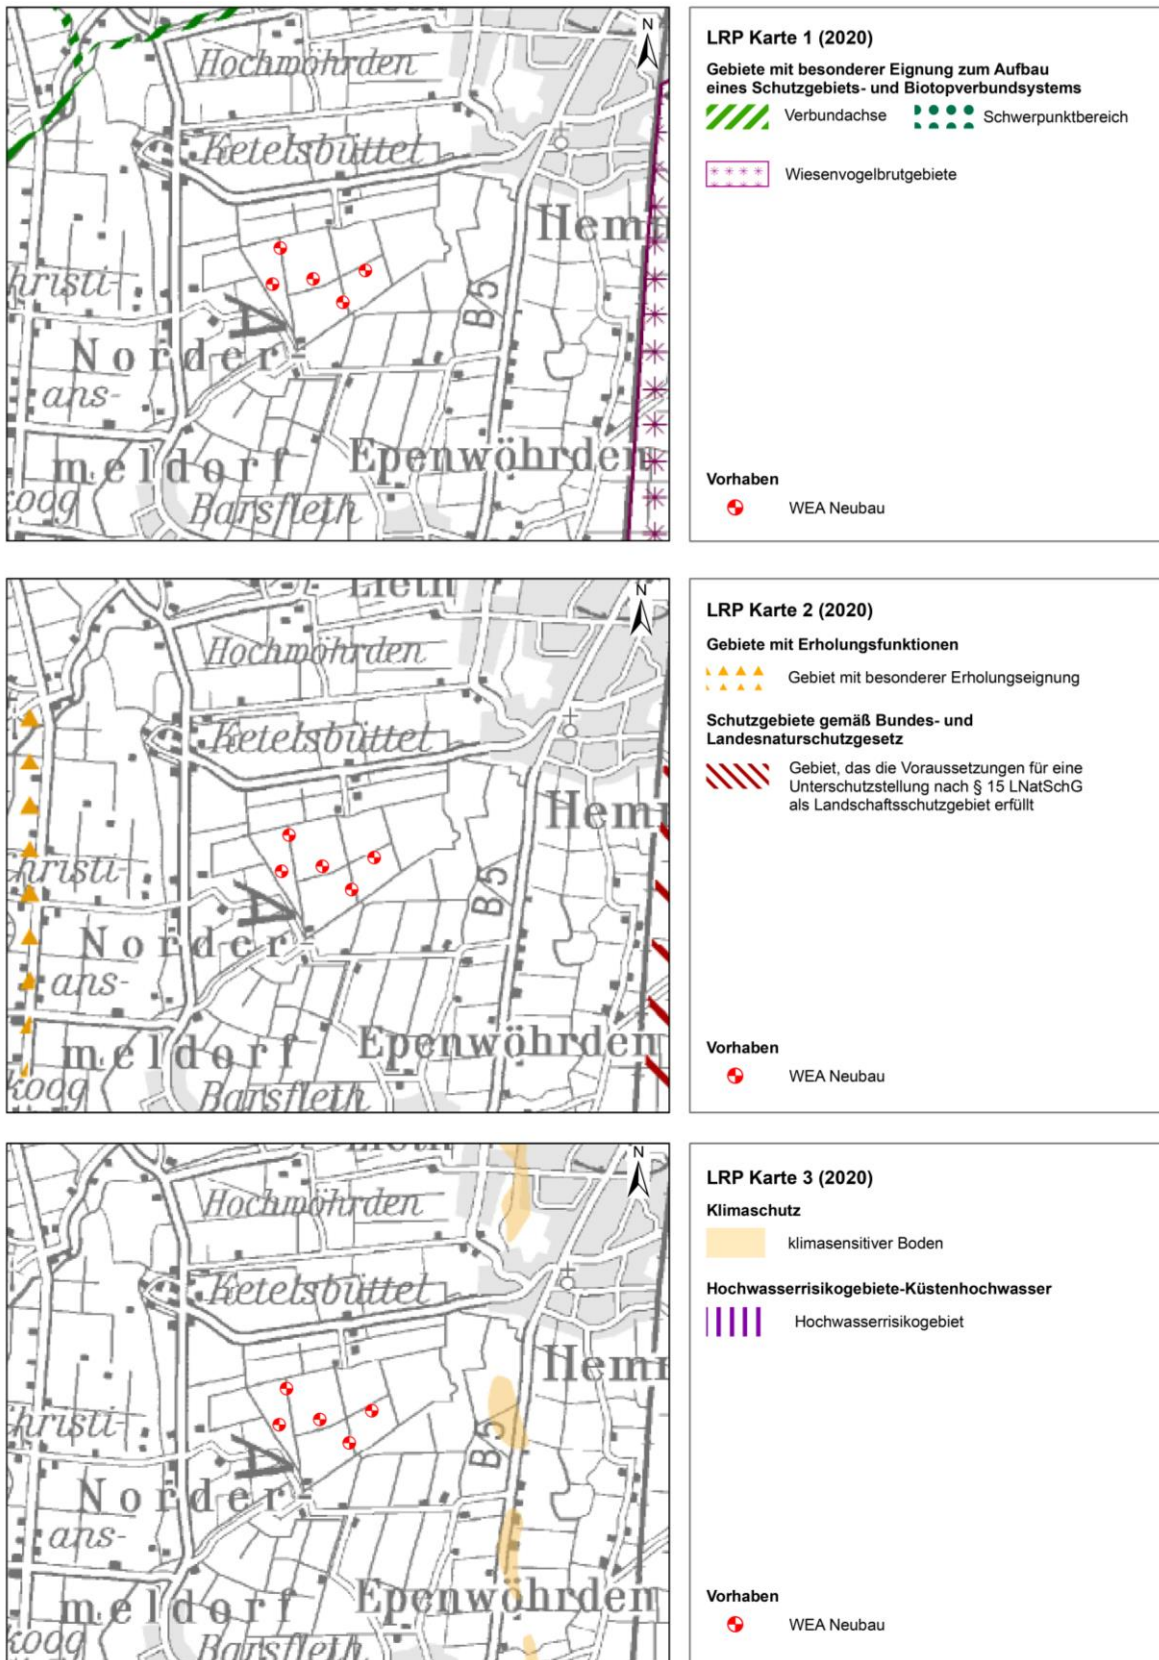 N
Hochmöhrden
Ketelsbüttel
Hem
hristi-
B5
Norder-
ans-
meldorf
Epenwöhrden
koog
Barsfleth
LRP Karte 1 (2020)
Gebiete mit besonderer Eignung zum Aufbau
eines Schutzgebiets- und Biotopverbundsystems
Verbundachse
Schwerpunktbereich
Wiesenvogelbrutgebiete
Vorhaben
WEA Neubau
N
Hochmöhrden
Ketelsbüttel
Hem
hristi-
B5
Norder-
ans-
meldorf
Epenwöhrden
koog
Barsfleth
LRP Karte 2 (2020)
Gebiete mit Erholungsfunktionen
Gebiet mit besonderer Erholungseignung
Schutzgebiete gemäß Bundes- und
Landesnaturschutzgesetz
Gebiet, das die Voraussetzungen für eine
Unterschutzstellung nach § 15 LNatSchG
als Landschaftsschutzgebiet erfüllt
Vorhaben
WEA Neubau
N
Hochmöhrden
Ketelsbüttel
Hem
hristi-
B5
Norder-
ans-
Epenwöhrden
meldorf
koog
Barsfleth
LRP Karte 3 (2020)
Klimaschutz
klimasensitiver Boden
Hochwasserrisikogebiete-Küstenhochwasser
Hochwasserrisikogebiet
Vorhaben
WEA Neubau